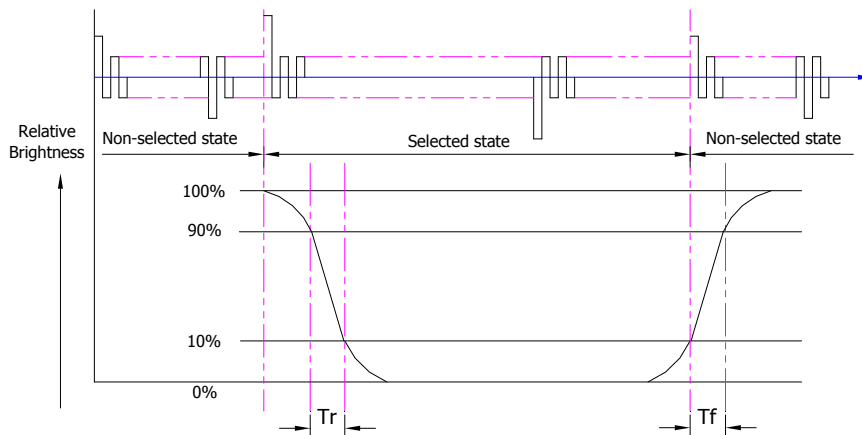 Relative
Brightness
Non-selected state
Selected state
Non-selected state
100%
90%
10%
0%
Tr
Tf